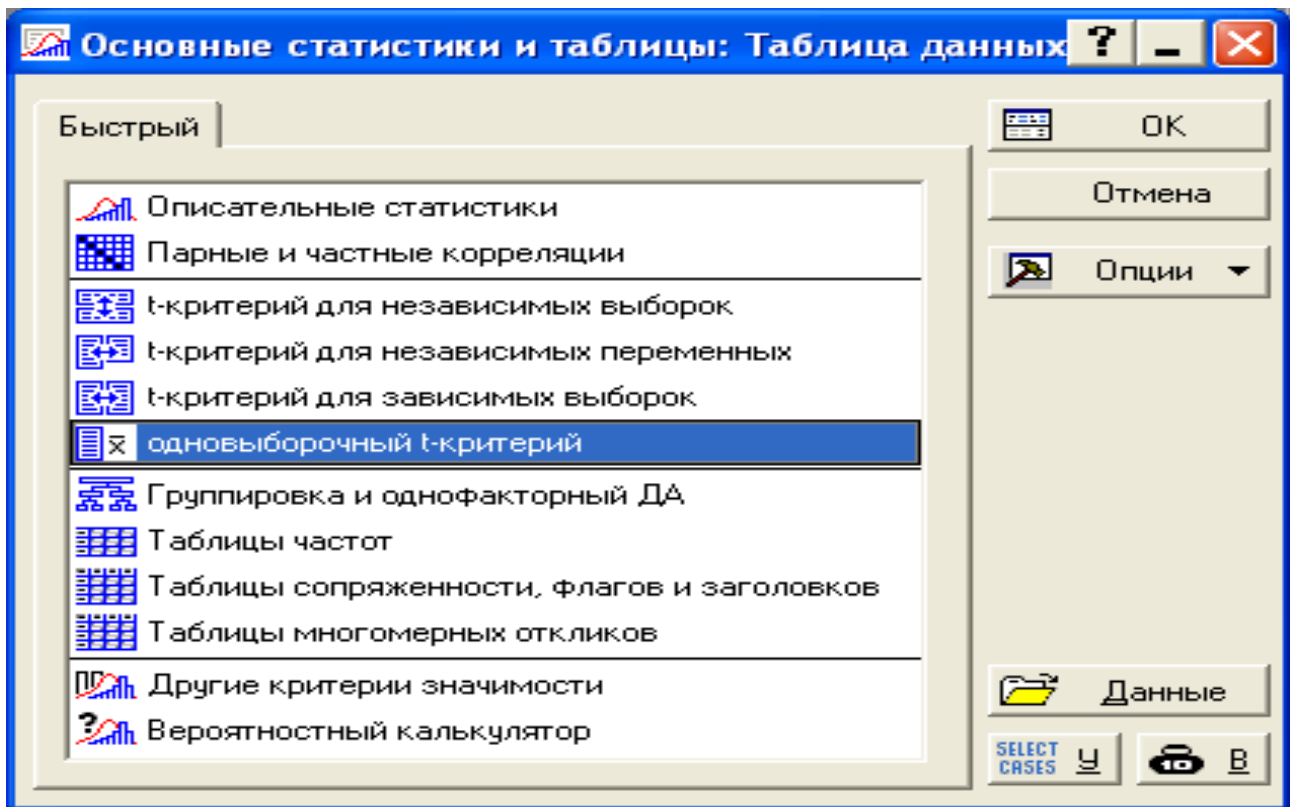 Основные статистики и таблицы: Таблица данных
?
Быстрый
OK
Отмена
Опции
Описательные статистики
Парные и частные корреляции
t-критерий для независимых выборок
t-критерий для независимых переменных
t-критерий для зависимых выборок
x одновыборочный t-критерий
Группировка и однофакторный ДА
Таблицы частот
Таблицы сопряженности, флагов и заголовков
Таблицы многомерных откликов
Другие критерии значимости
? Вероятностный калькулятор
Данные
SELECT
CASES
У
10
В